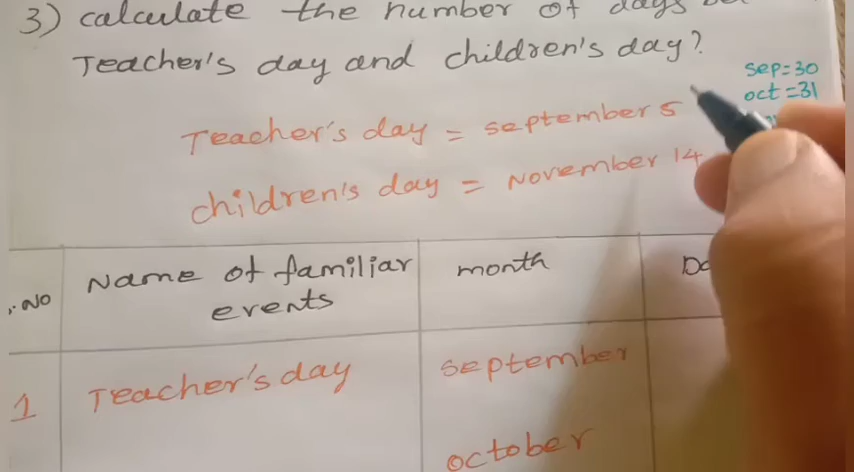 3) calculate the number of days
Teacher's day and children's day?
sep=30
oct=31
Teacher's day = september 5
children's day = November 14
.No
Name of familiar
events
month
1
Teacher's day
september
october